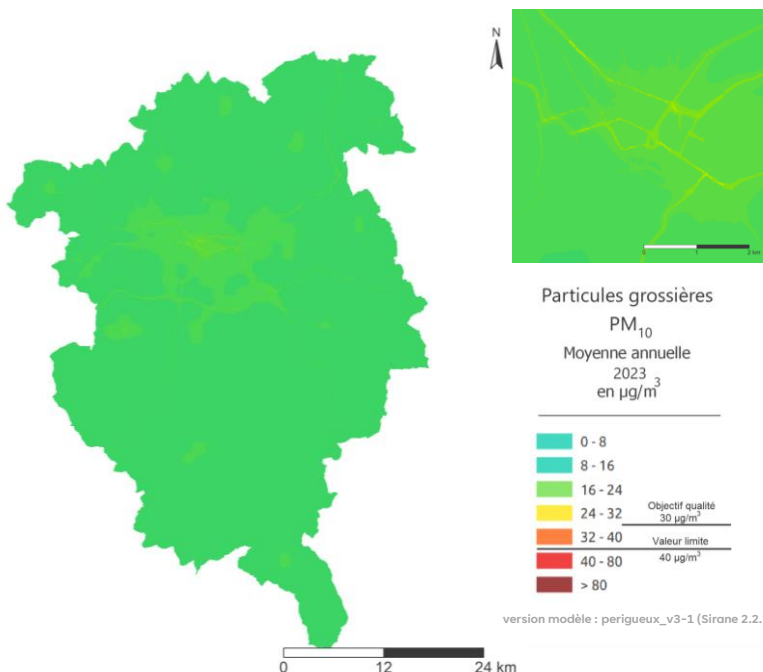 N
0 1 2 km
Particules grossières
PM10
Moyenne annuelle
2023
en µg/m3
0 - 8
8 - 16
16 - 24
24 - 32
Objectif qualité
30 µg/m3
32 - 40
Valeur limite
40 µg/m3
40 - 80
> 80
version modèle : perigueux_v3-1 (Sirane 2.2.
0 12 24 km